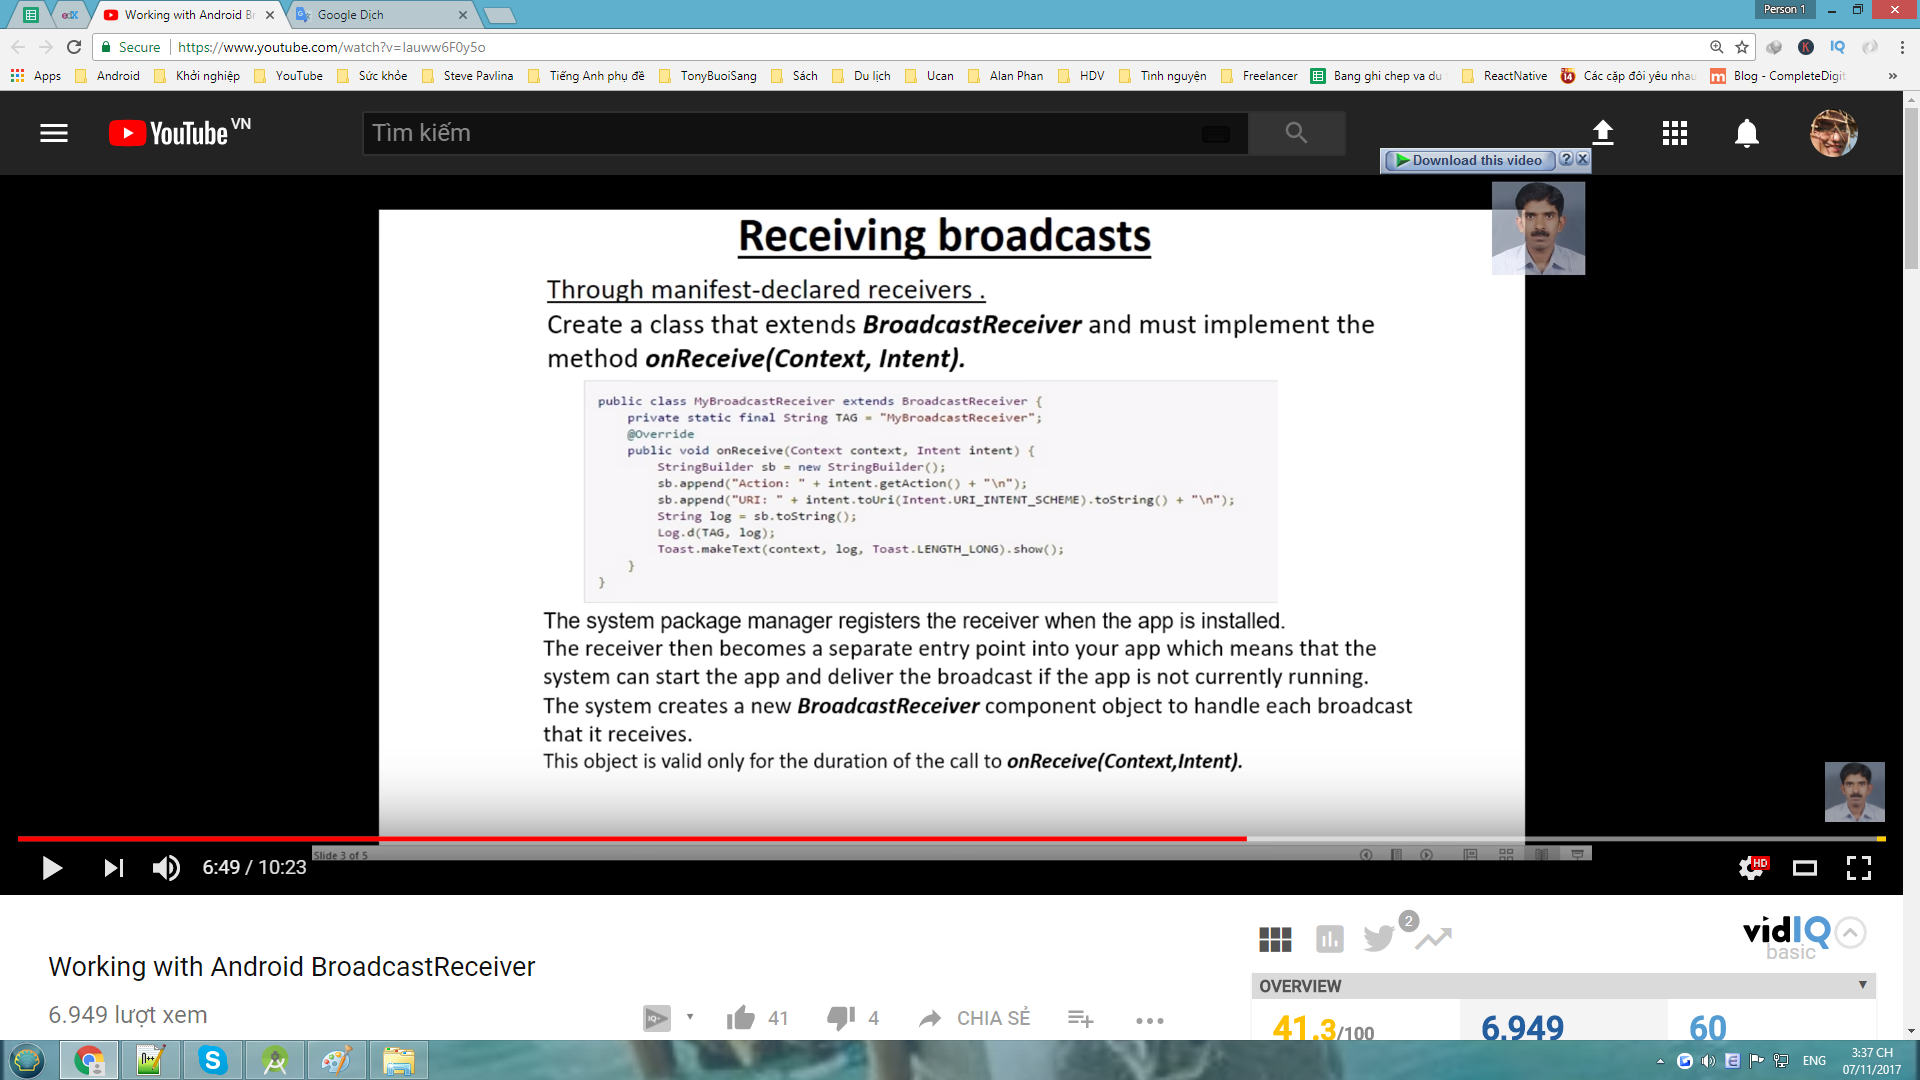 Working with Android Br
Google Dịch
Person 1
Secure
https://www.youtube.com/watch?v=Iauww6F0y5o
IQ
Apps
Android
Khởi nghiệp
YouTube
Sức khỏe
Steve Pavlina
Tiếng Anh phụ đề
TonyBuoiSang
Sách
Du lịch
Ucan
Alan Phan
HDV
Tình nguyện
Freelancer
Bang ghi chep va du
ReactNative
Các cặp đôi yêu nhau
Blog - CompleteDigit
YouTube VN
Tìm kiếm
Download this video
Receiving broadcasts
Through manifest-declared receivers .
Create a class that extends BroadcastReceiver and must implement the
method onReceive(Context, Intent).
public class MyBroadcastReceiver extends BroadcastReceiver {
private static final String TAG = "MyBroadcastReceiver";
@Override
public void onReceive(Context context, Intent intent) {
StringBuilder sb = new StringBuilder();
sb.append("Action: " + intent.getAction() + "\n");
sb.append("URI: " + intent.toUri(Intent.URI_INTENT_SCHEME).toString() + "\n");
String log = sb.toString();
Log.d(TAG, log);
Toast.makeText(context, log, Toast.LENGTH_LONG).show();
}
}
The system package manager registers the receiver when the app is installed.
The receiver then becomes a separate entry point into your app which means that the
system can start the app and deliver the broadcast if the app is not currently running.
The system creates a new BroadcastReceiver component object to handle each broadcast
that it receives.
This object is valid only for the duration of the call to onReceive(Context,Intent).
Slide 3 of 5
6:49 / 10:23
HD
Working with Android BroadcastReceiver
6.949 lượt xem
41
4
CHIA SẺ
2
vidIQ
basic
OVERVIEW
41.3/100
6,949
60
ENG
3:37 CH
07/11/2017